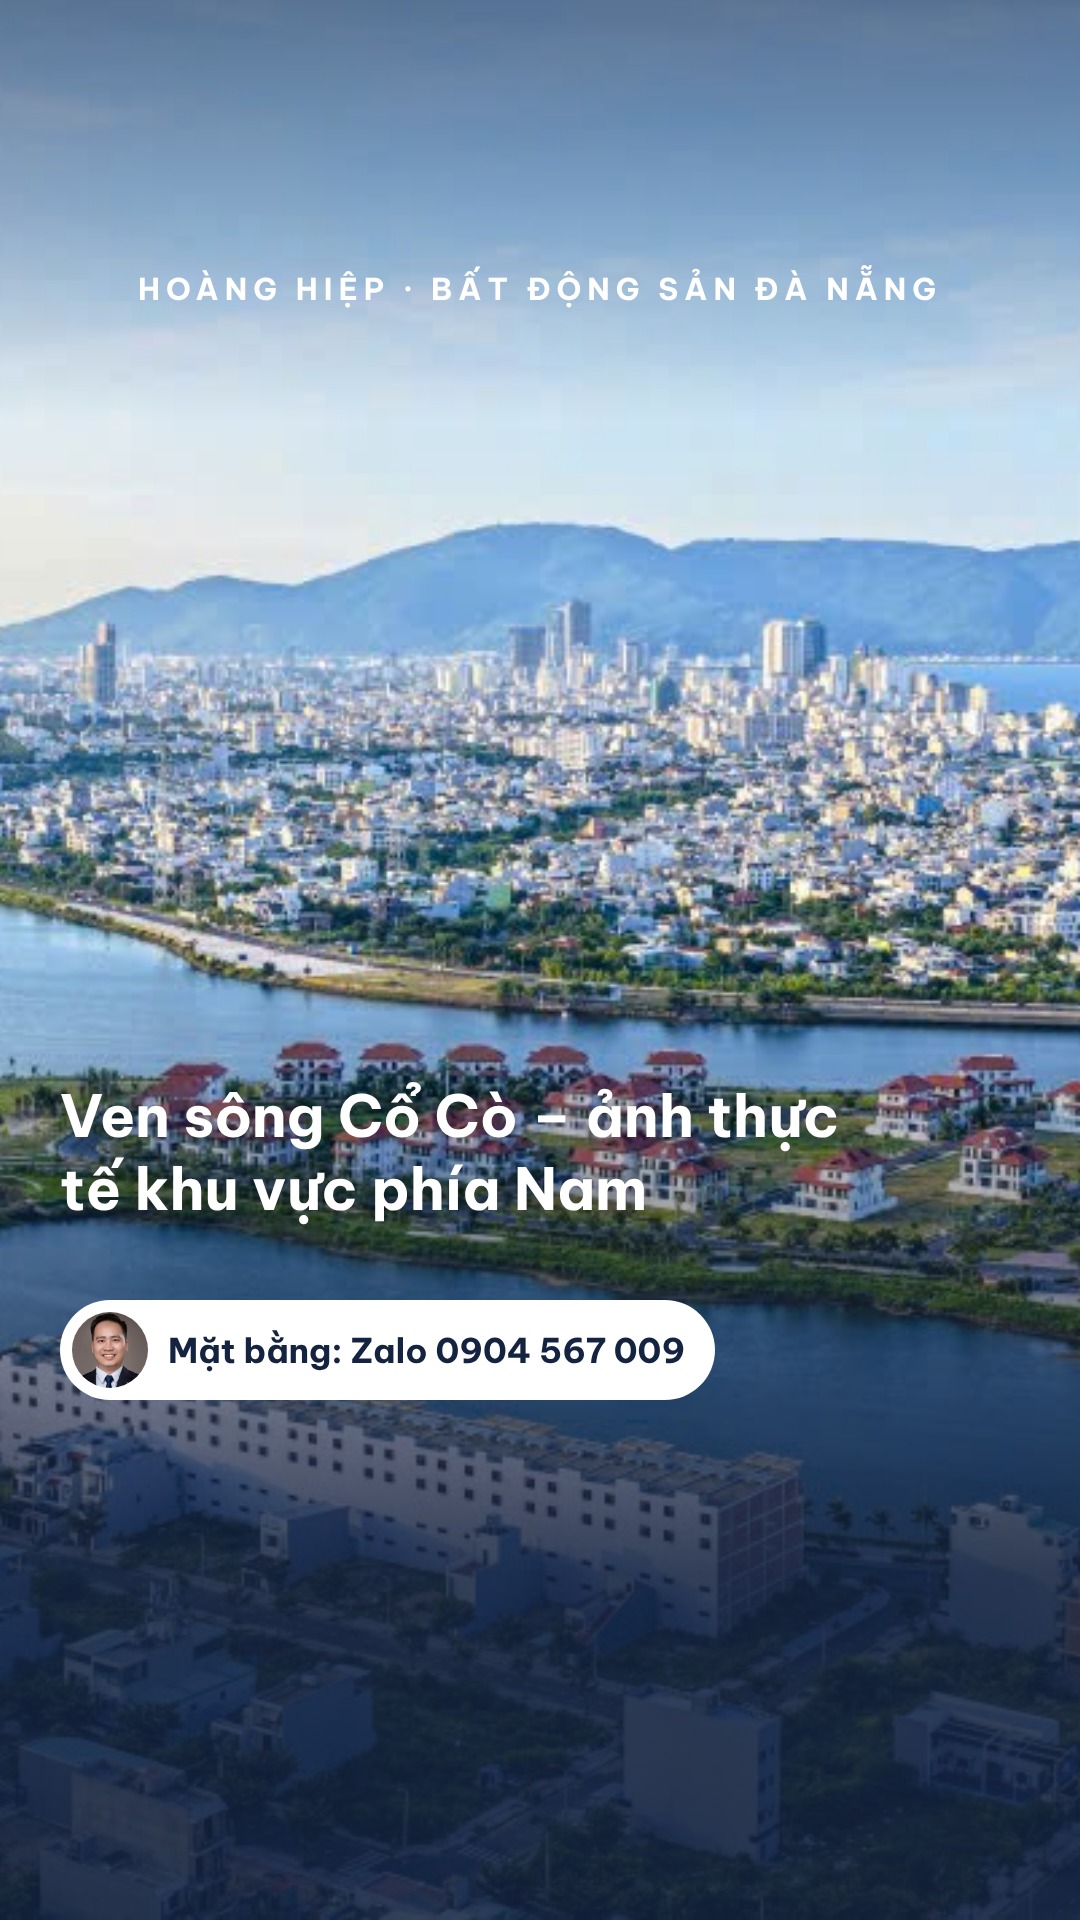 HOÀNG HIỆP · BẤT ĐỘNG SẢN ĐÀ NẴNG
Ven sông Cổ Cò – ảnh thực
tế khu vực phía Nam
Mặt bằng: Zalo 0904 567 009